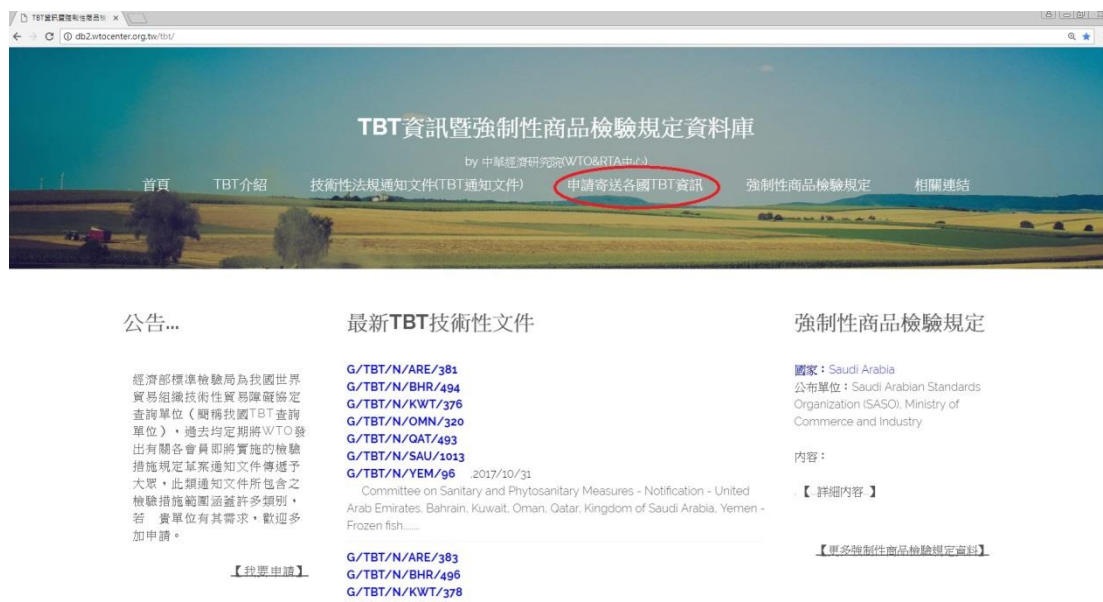 TBT資訊暨強制性商品檢
db2.wtocenter.org.tw/tbt/
TBT資訊暨強制性商品檢驗規定資料庫
by 中華經濟研究院(WTO&RTA中心)
首頁 TBT介紹 技術性法規通知文件(TBT通知文件) 申請寄送各國TBT資訊 強制性商品檢驗規定 相關連結
公告...
經濟部標準檢驗局為我國世界
貿易組織技術性貿易障礙協定
查詢單位(簡稱我國TBT查詢
單位),過去均定期將WTO發
出有關各會員即將實施的檢驗
措施規定草案通知文件傳遞予
大眾,此類通知文件所包含之
檢驗措施範圍涵蓋許多類別,
若 貴單位有其需求,歡迎多
加申請。
【我要申請】
最新TBT技術性文件
G/TBT/N/ARE/381
G/TBT/N/BHR/494
G/TBT/N/KWT/376
G/TBT/N/OMN/320
G/TBT/N/QAT/493
G/TBT/N/SAU/1013
G/TBT/N/YEM/96 .2017/10/31
Committee on Sanitary and Phytosanitary Measures - Notification - United
Arab Emirates, Bahrain, Kuwait, Oman, Qatar, Kingdom of Saudi Arabia, Yemen -
Frozen fish.......
G/TBT/N/ARE/383
G/TBT/N/BHR/496
G/TBT/N/KWT/378
強制性商品檢驗規定
國家:Saudi Arabia
公布單位:Saudi Arabian Standards
Organization (SASO), Ministry of
Commerce and Industry
內容:
.【 詳細內容 】
【更多強制性商品檢驗規定資料】